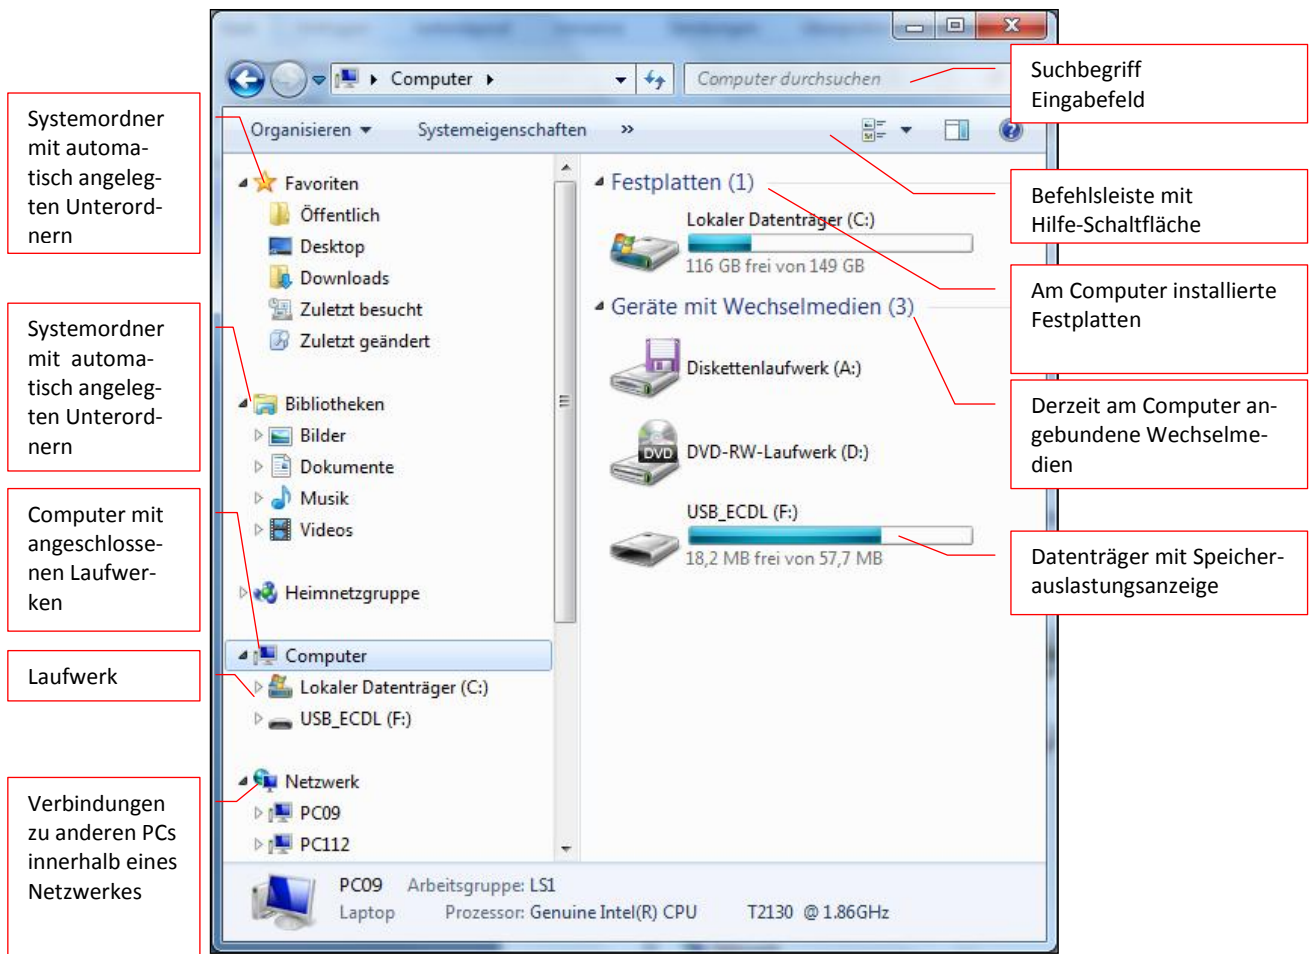 Systemordner
mit automa-
tisch angeleg-
ten Unterord-
nern
Systemordner
mit automa-
tisch angeleg-
ten Unterord-
nern
Computer mit
angeschlosse-
nen Laufwer-
ken
Laufwerk
Verbindungen
zu anderen PCs
innerhalb eines
Netzwerkes
Computer
Computer durchsuchen
Organisieren
Systemeigenschaften
»
Favoriten
Öffentlich
Desktop
Downloads
Zuletzt besucht
Zuletzt geändert
Bibliotheken
Bilder
Dokumente
Musik
Videos
Heimnetzgruppe
Computer
Lokaler Datenträger (C:)
USB_ECDL (F:)
Netzwerk
PC09
PC112
Festplatten (1)
Lokaler Datenträger (C:)
116 GB frei von 149 GB
Geräte mit Wechselmedien (3)
Diskettenlaufwerk (A:)
DVD
DVD-RW-Laufwerk (D:)
USB_ECDL (F:)
18,2 MB frei von 57,7 MB
PC09 Arbeitsgruppe: LS1
Laptop Prozessor: Genuine Intel(R) CPU T2130 @ 1.86GHz
Suchbegriff
Eingabefeld
Befehlsleiste mit
Hilfe-Schaltfläche
Am Computer installierte
Festplatten
Derzeit am Computer an-
gebundene Wechselme-
dien
Datenträger mit Speicher-
auslastungsanzeige